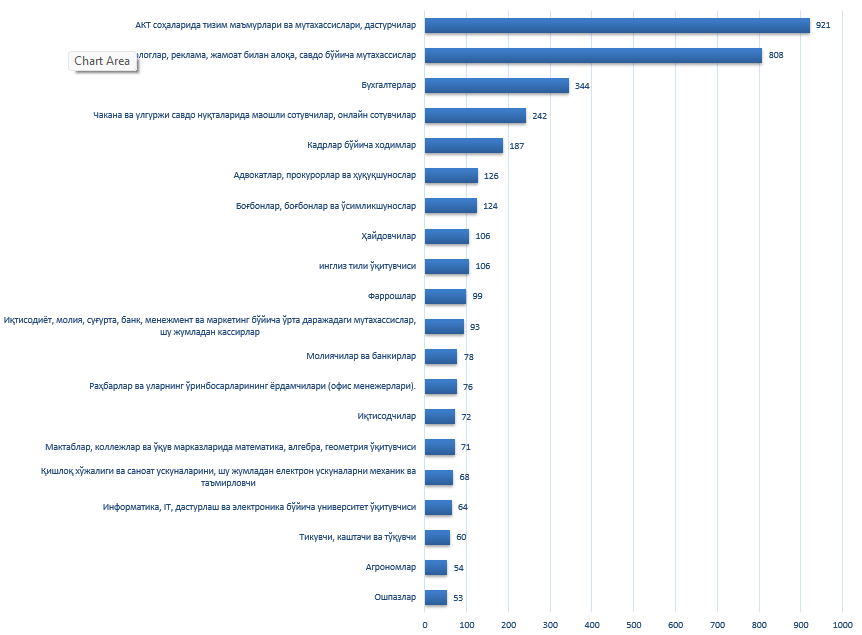 АКТ соҳаларида тизим маъмурлари ва мутахассислари, дастурчилар 921
Chart Area
реклама, жамоат билан алоқа, савдо бўйича мутахассислар 808
Бухгалтерлар 344
Чакана ва улгуржи савдо нуқталарида маошли сотувчилар, онлайн сотувчилар 242
Кадрлар бўйича ходимлар 187
Адвокатлар, прокурорлар ва ҳуқуқшунослар 126
Боғбонлар, боғбонлар ва ўсимликшунослар 124
Ҳайдовчилар 106
инглиз тили ўқитувчиси 106
Фаррошлар 99
Иқтисодиёт, молия, суғурта, банк, менежмент ва маркетинг бўйича ўрта даражадаги мутахассислар,
шу жумладан кассирлар 93
Молиячилар ва банкирлар 78
Раҳбарлар ва уларнинг ўринбосарларининг ёрдамчилари (офис менежерлари). 76
Иқтисодчилар 72
Мактаблар, коллежлар ва ўқув марказларида математика, алгебра, геометрия ўқитувчиси 71
Қишлоқ хўжалиги ва саноат ускуналарини, шу жумладан електрон ускуналарни механик ва
таъмирловчи 68
Информатика, IT, дастурлаш ва электроника бўйича университет ўқитувчиси 64
Тикувчи, каштачи ва тўқувчи 60
Агрономлар 54
Ошпазлар 53
0 100 200 300 400 500 600 700 800 900 1000